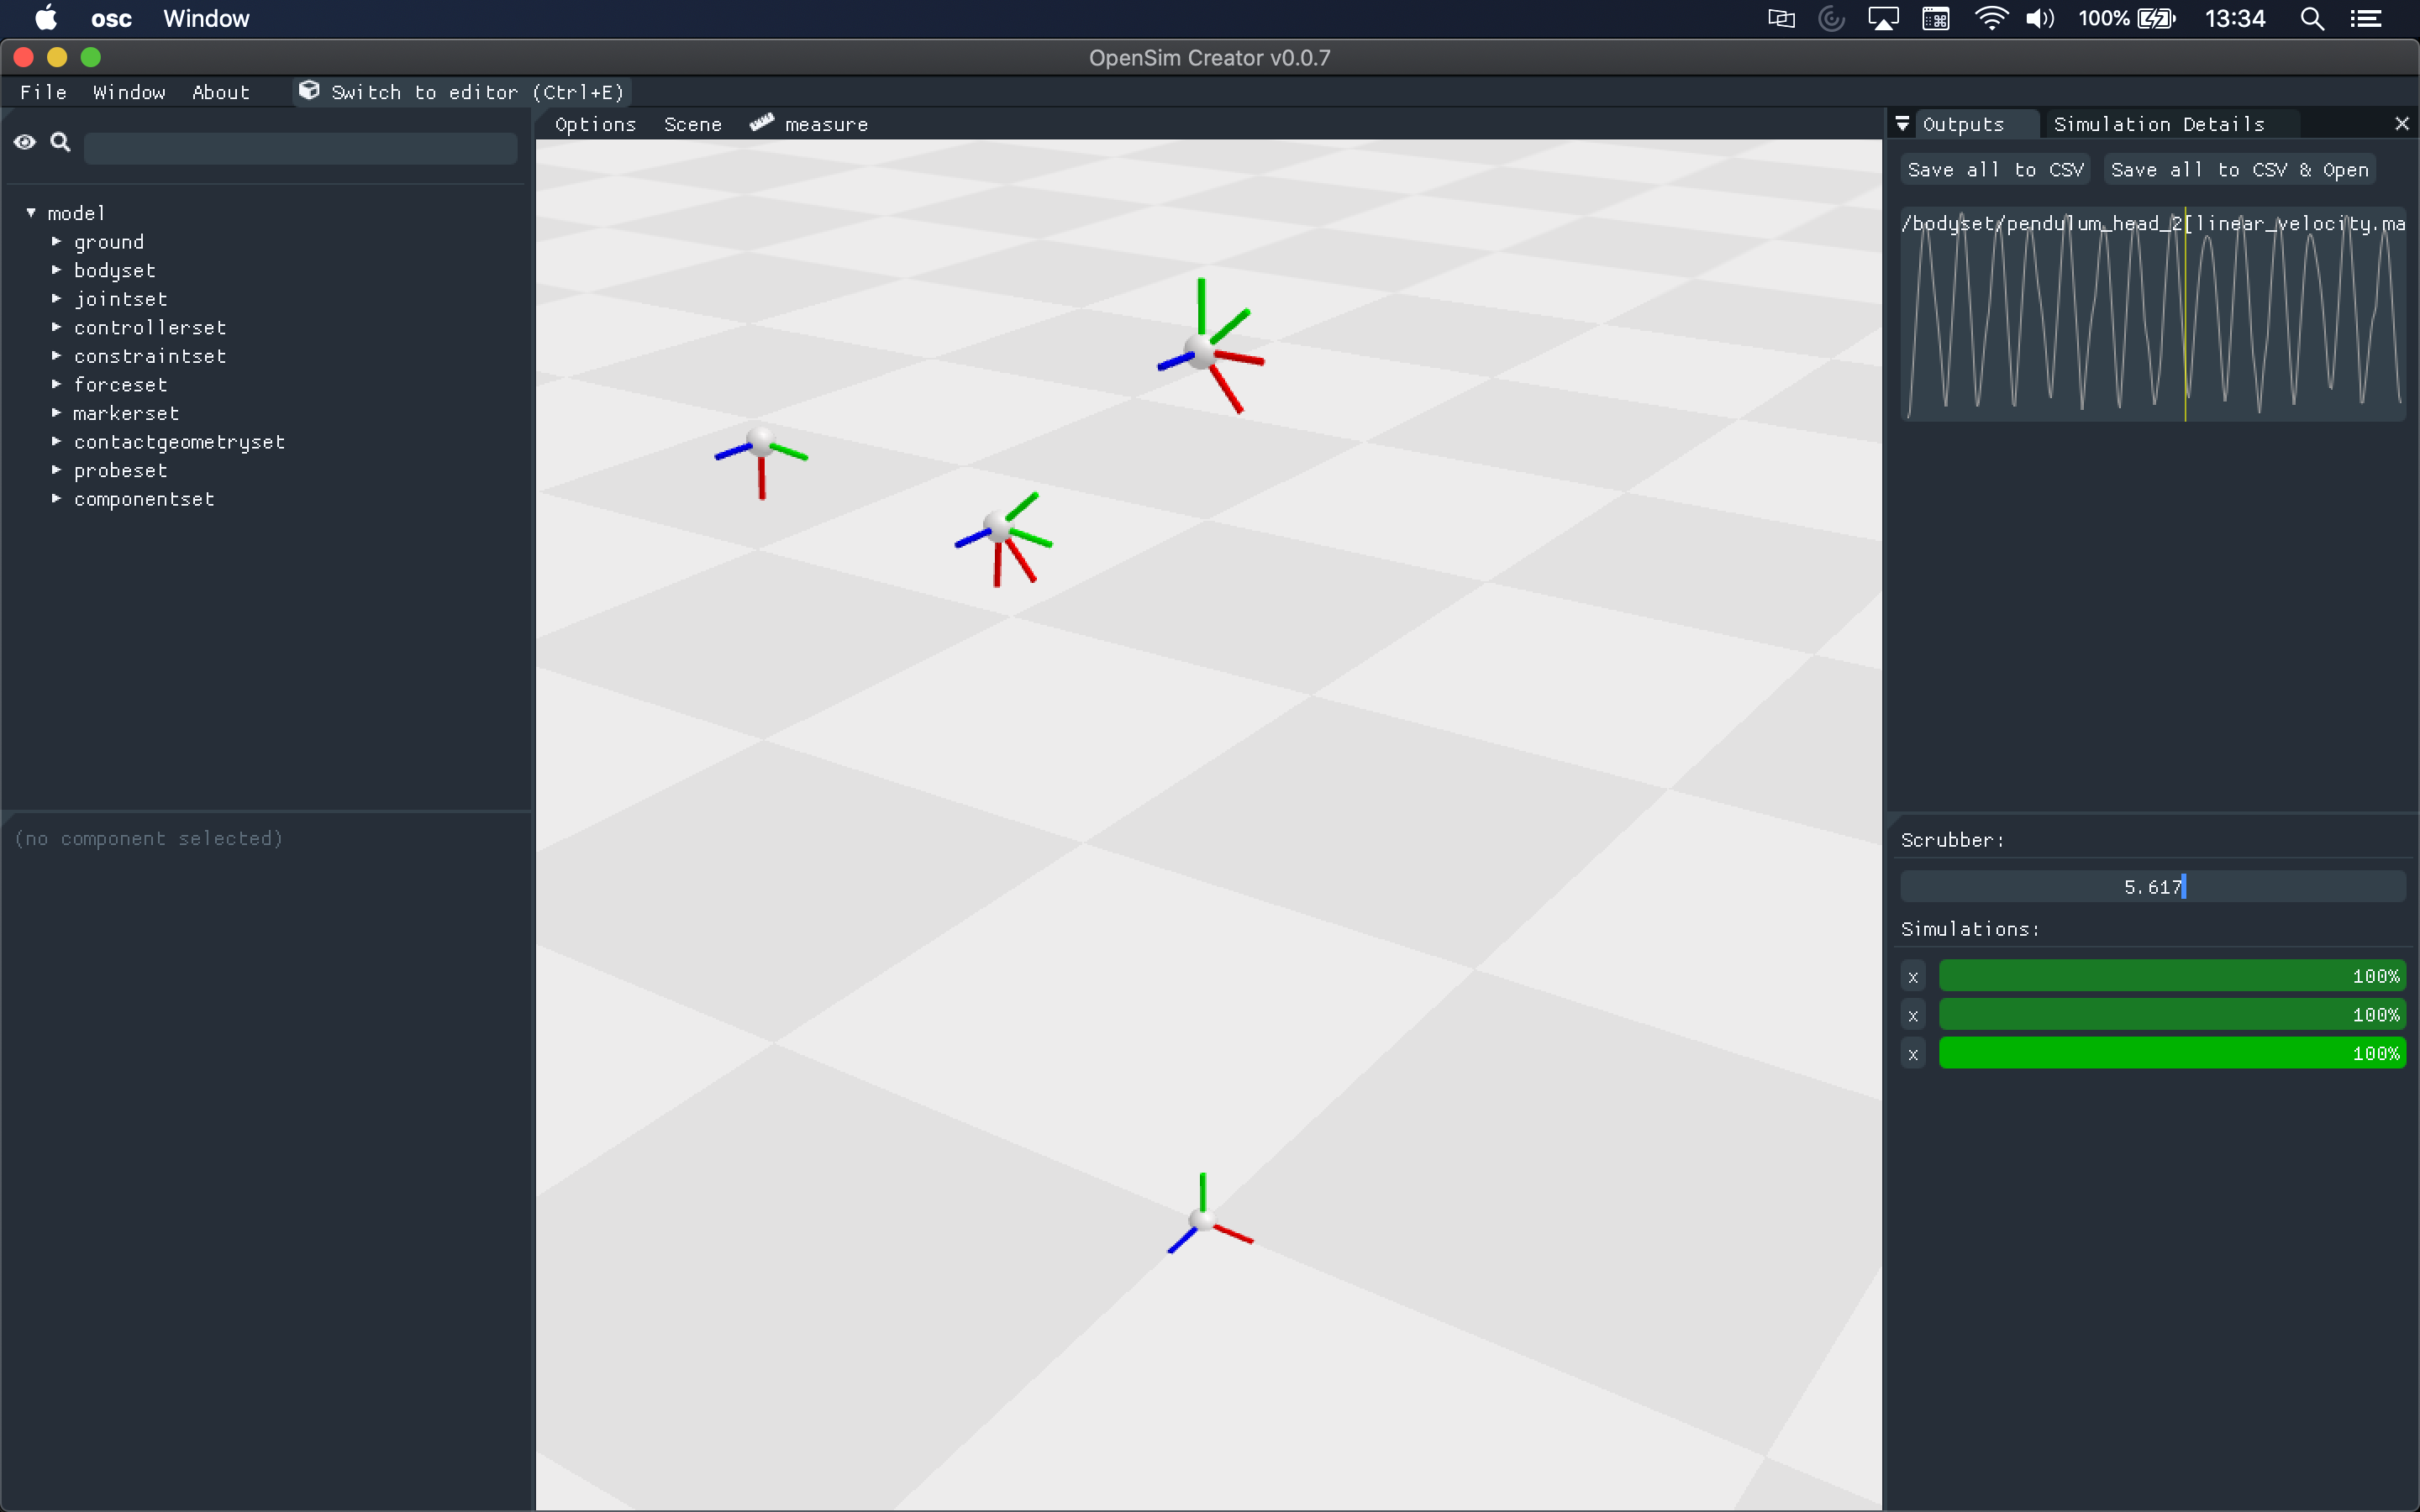 osc Window 100% 13:34
OpenSim Creator v0.0.7
File Window About Switch to editor (Ctrl+E)
Options Scene measure
Outputs Simulation Details
Save all to CSV Save all to CSV & Open
model
ground
bodyset
jointset
controllerset
constraintset
forceset
markerset
contactgeometryset
probeset
componentset
/bodyset/pendulum_head_2[linear_velocity.ma
(no component selected)
Scrubber:
5.617
Simulations:
x 100%
x 100%
x 100%